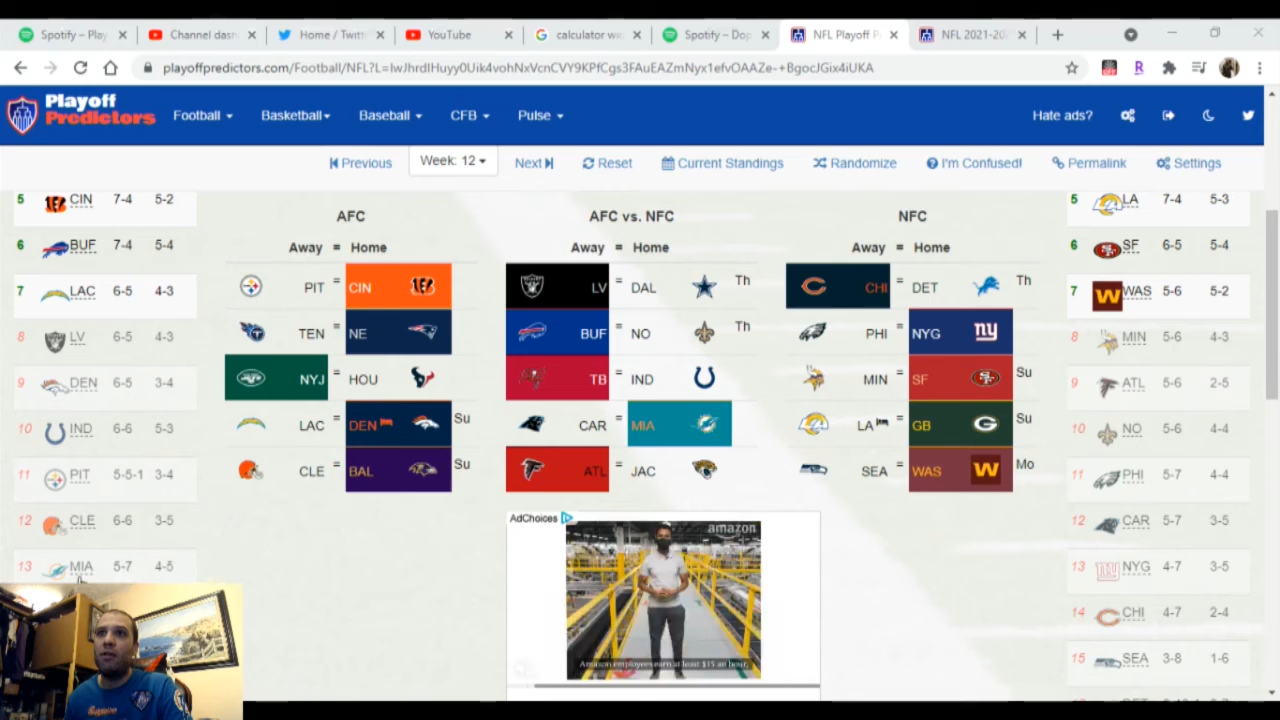 Spotify – Play
Channel dash
Home / Twitt
YouTube
calculator wit
Spotify – Dop
NFL Playoff P
NFL 2021-20
playoffpredictors.com/Football/NFL?L=IwJhrdIHuyy0Uik4vohNxVcnCVY9KPfCgs3FAuEAZmNyx1efvOAAZe-+BgocJGix4iUKA
Playoff
Predictors
Football
Basketball
Baseball
CFB
Pulse
Hate ads?
Previous
Week: 12
Next
Reset
Current Standings
Randomize
I'm Confused!
Permalink
Settings
5 CIN 7-4 5-2
6 BUF 7-4 5-4
7 LAC 6-5 4-3
8 LV 6-5 4-3
9 DEN 6-5 3-4
10 IND 6-6 5-3
11 PIT 5-5-1 3-4
12 CLE 6-6 3-5
13 MIA 5-7 4-5
AFC
Away = Home
PIT = CIN
TEN = NE
NYJ = HOU
LAC = DEN Su
CLE = BAL Su
AFC vs. NFC
Away = Home
LV = DAL Th
BUF = NO Th
TB = IND
CAR = MIA
ATL = JAC
NFC
Away = Home
CHI = DET Th
PHI = NYG
MIN = SF Su
LA = GB Su
SEA = WAS Mo
AdChoices
amazon
Amazon employees earn at least $15 an hour,
5 LA 7-4 5-3
6 SF 6-5 5-4
7 WAS 5-6 5-2
8 MIN 5-6 4-3
9 ATL 5-6 2-5
10 NO 5-6 4-4
11 PHI 5-7 4-4
12 CAR 5-7 3-5
13 NYG 4-7 3-5
14 CHI 4-7 2-4
15 SEA 3-8 1-6